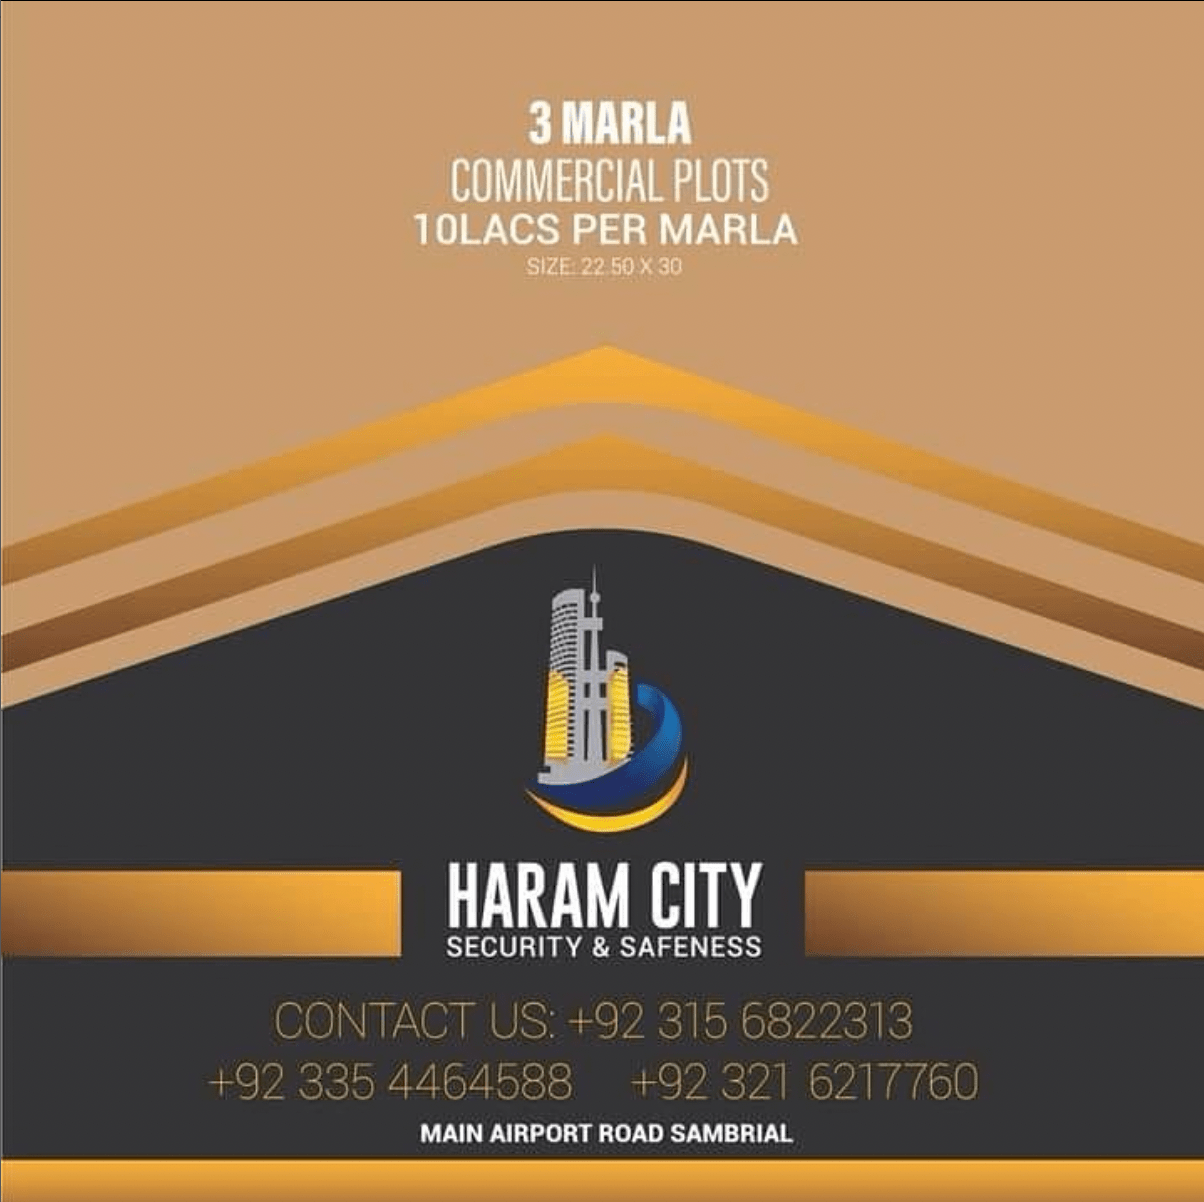 3 MARLA
COMMERCIAL PLOTS
10LACS PER MARLA
SIZE: 22.50 X 30
HARAM CITY
SECURITY & SAFENESS
CONTACT US: +92 315 6822313
+92 335 4464588 +92 321 6217760
MAIN AIRPORT ROAD SAMBRIAL